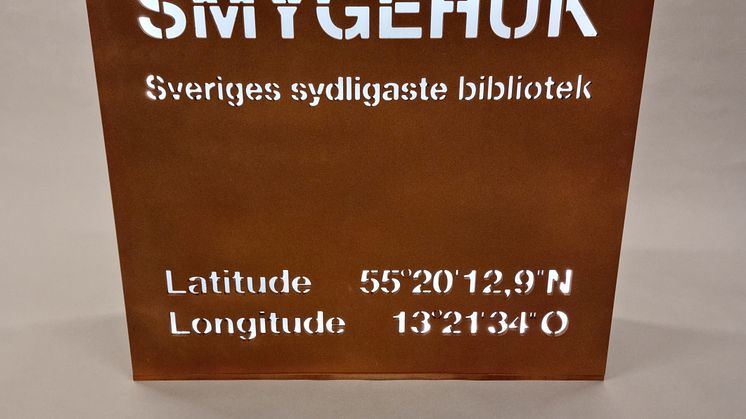 SMYGEHUK
Sveriges sydligaste bibliotek
Latitude 55°20'12,9"N
Longitude 13°21'34"O